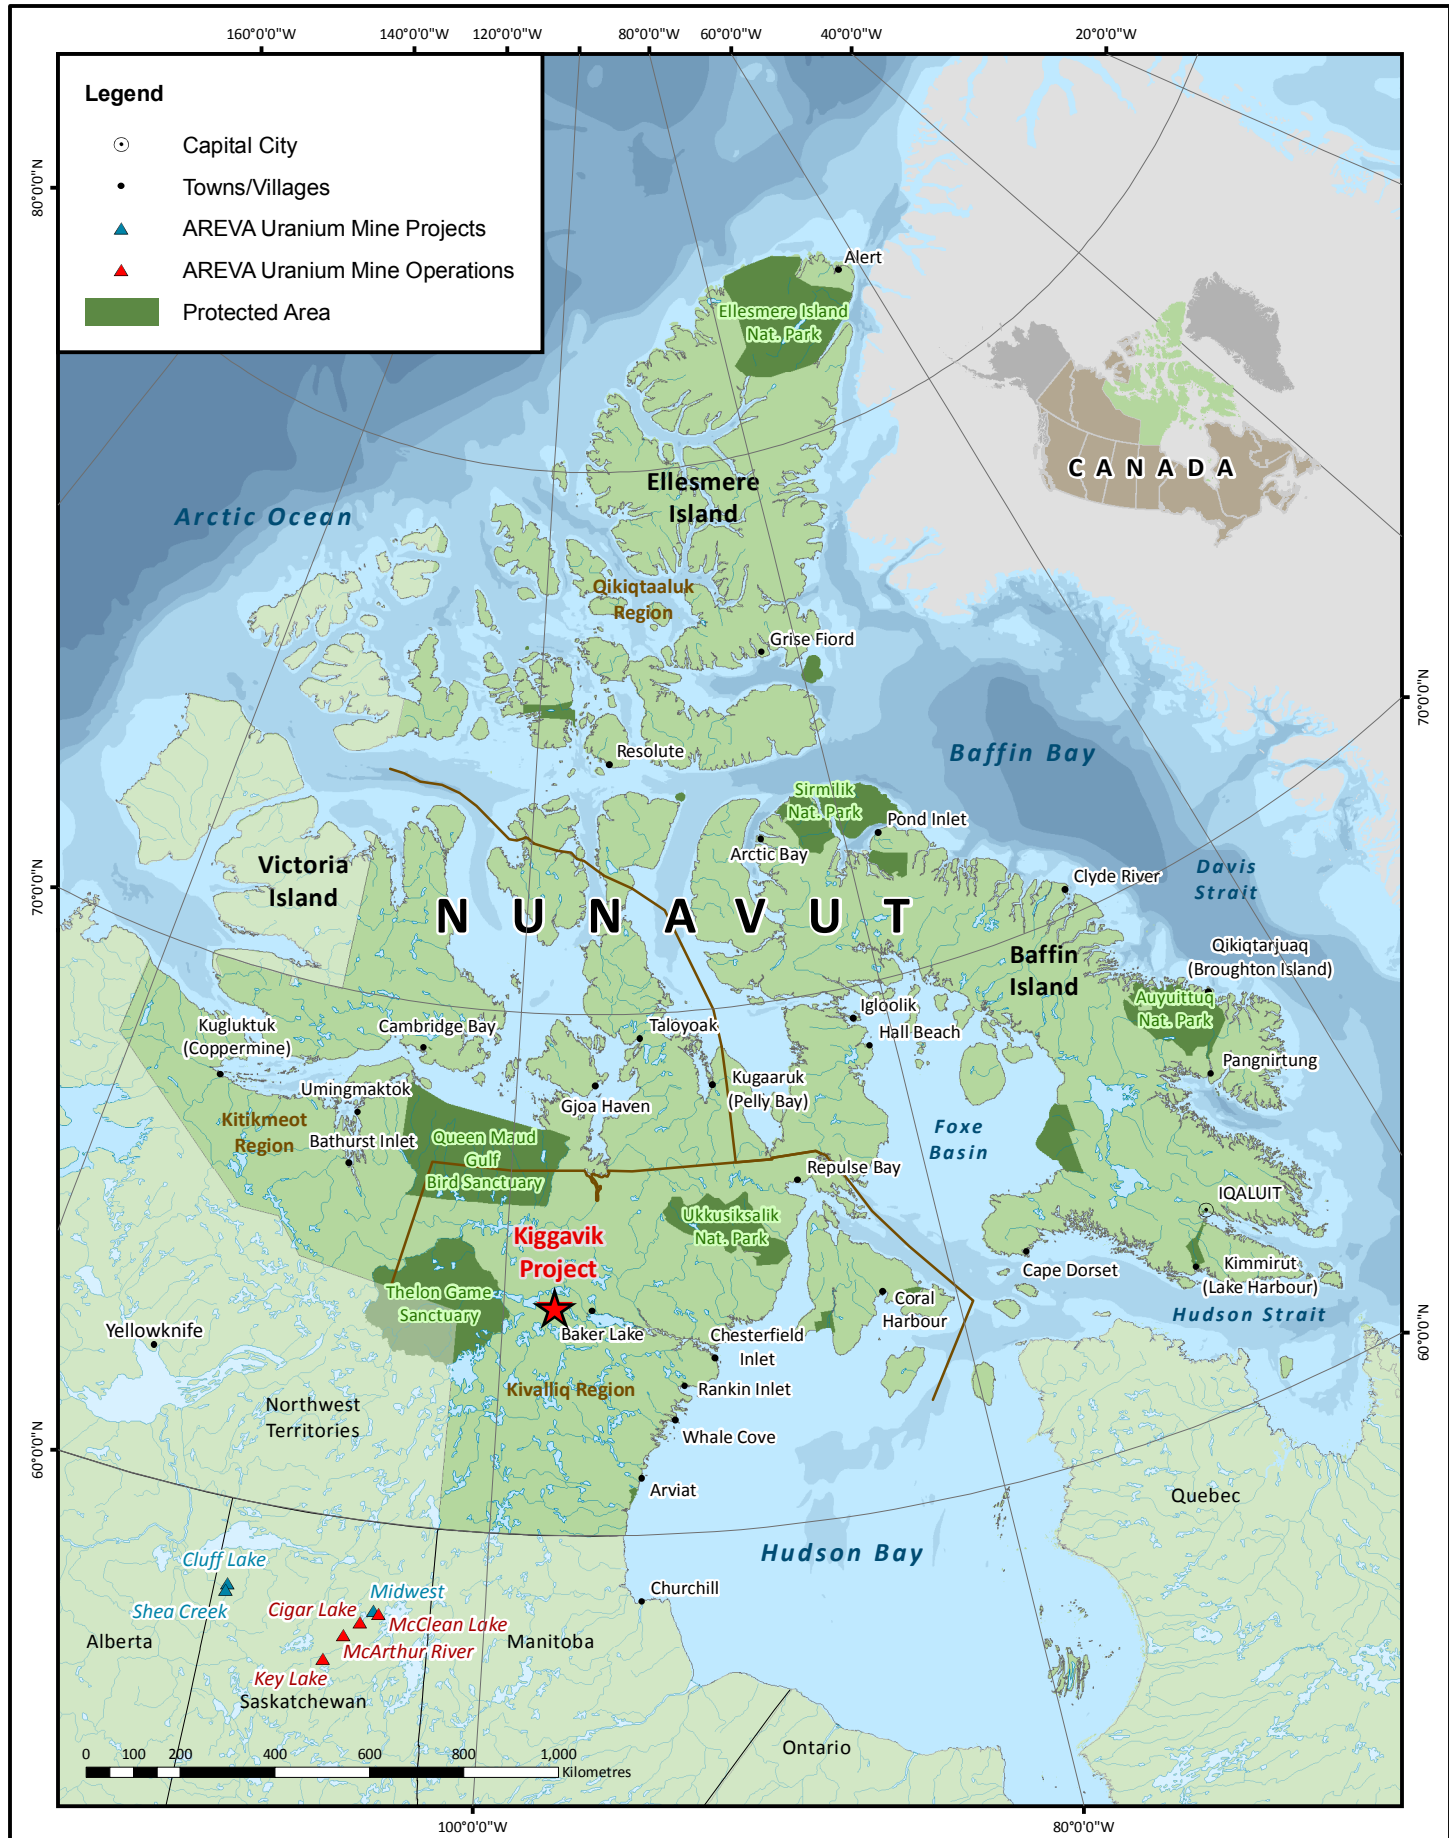 160°0'0"W
140°0'0"W
120°0'0"W
80°0'0"W
60°0'0"W
40°0'0"W
20°0'0"W
Legend
Capital City
Towns/Villages
AREVA Uranium Mine Projects
AREVA Uranium Mine Operations
Protected Area
80°0'0"N
Alert
Ellesmere Island
Nat. Park
CANADA
Ellesmere
Island
Arctic Ocean
Qikiqtaaluk
Region
Grise Fiord
70°0'0"N
Resolute
Baffin Bay
Sirmilik
Nat. Park
Pond Inlet
Arctic Bay
Victoria
Island
Clyde River
Davis
Strait
70°0'0"N
NUNAVUT
Baffin
Island
Qikiqtarjuaq
(Broughton Island)
Auyuittuq
Nat. Park
Igloolik
Hall Beach
Kugluktuk
(Coppermine)
Cambridge Bay
Taloyoak
Pangnirtung
Umingmaktok
Gjoa Haven
Kugaaruk
(Pelly Bay)
Kitikmeot
Region
Bathurst Inlet
Queen Maud
Gulf
Bird Sanctuary
Foxe
Basin
Repulse Bay
IQALUIT
Ukkusiksalik
Nat. Park
Kiggavik
Project
Kimmirut
(Lake Harbour)
Cape Dorset
Thelon Game
Sanctuary
Coral
Harbour
Hudson Strait
60°0'0"N
Yellowknife
Baker Lake
Chesterfield
Inlet
Kivalliq Region
Rankin Inlet
Northwest
Territories
Whale Cove
60°0'0"N
Arviat
Quebec
Hudson Bay
Cluff Lake
Shea Creek
Midwest
Cigar Lake
McClean Lake
Churchill
Alberta
McArthur River
Manitoba
Key Lake
Saskatchewan
Ontario
0 100 200 400 600 800 1,000
Kilometres
100°0'0"W
80°0'0"W